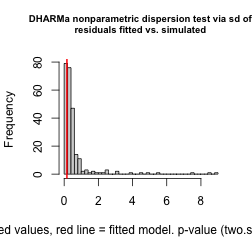 DHARMa nonparametric dispersion test via sd of
residuals fitted vs. simulated
Frequency
80
60
40
20
0
0 2 4 6 8
ed values, red line = fitted model. p-value (two.s